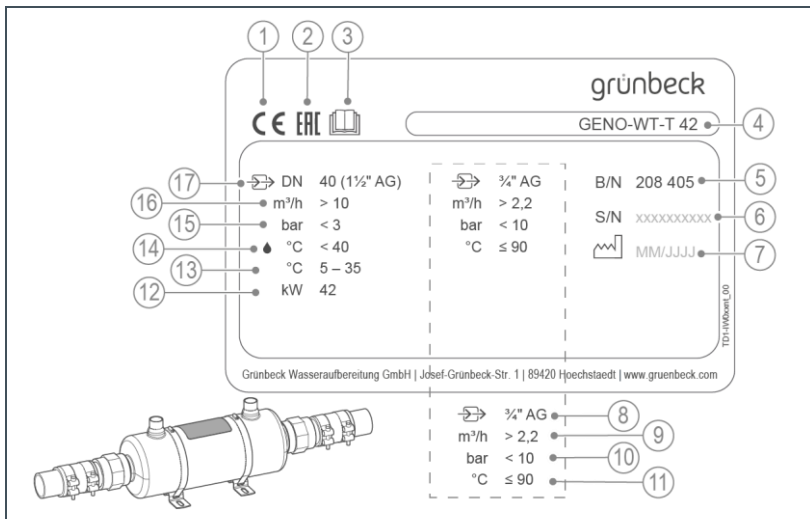 1 2 3
grünbeck
CE EAC
GENO-WT-T 42 4
17 DN 40 (1½" AG)
16 m³/h > 10
15 bar < 3
14 °C < 40
13 °C 5 – 35
12 kW 42
¾" AG
m³/h > 2,2
bar < 10
°C ≤ 90
B/N 208 405 5
S/N xxxxxxxxxx 6
MM/JJJJ 7
TD1-IW0xxmt_00
Grünbeck Wasseraufbereitung GmbH | Josef-Grünbeck-Str. 1 | 89420 Hoechstaedt | www.gruenbeck.com
¾" AG 8
m³/h > 2,2 9
bar < 10 10
°C ≤ 90 11